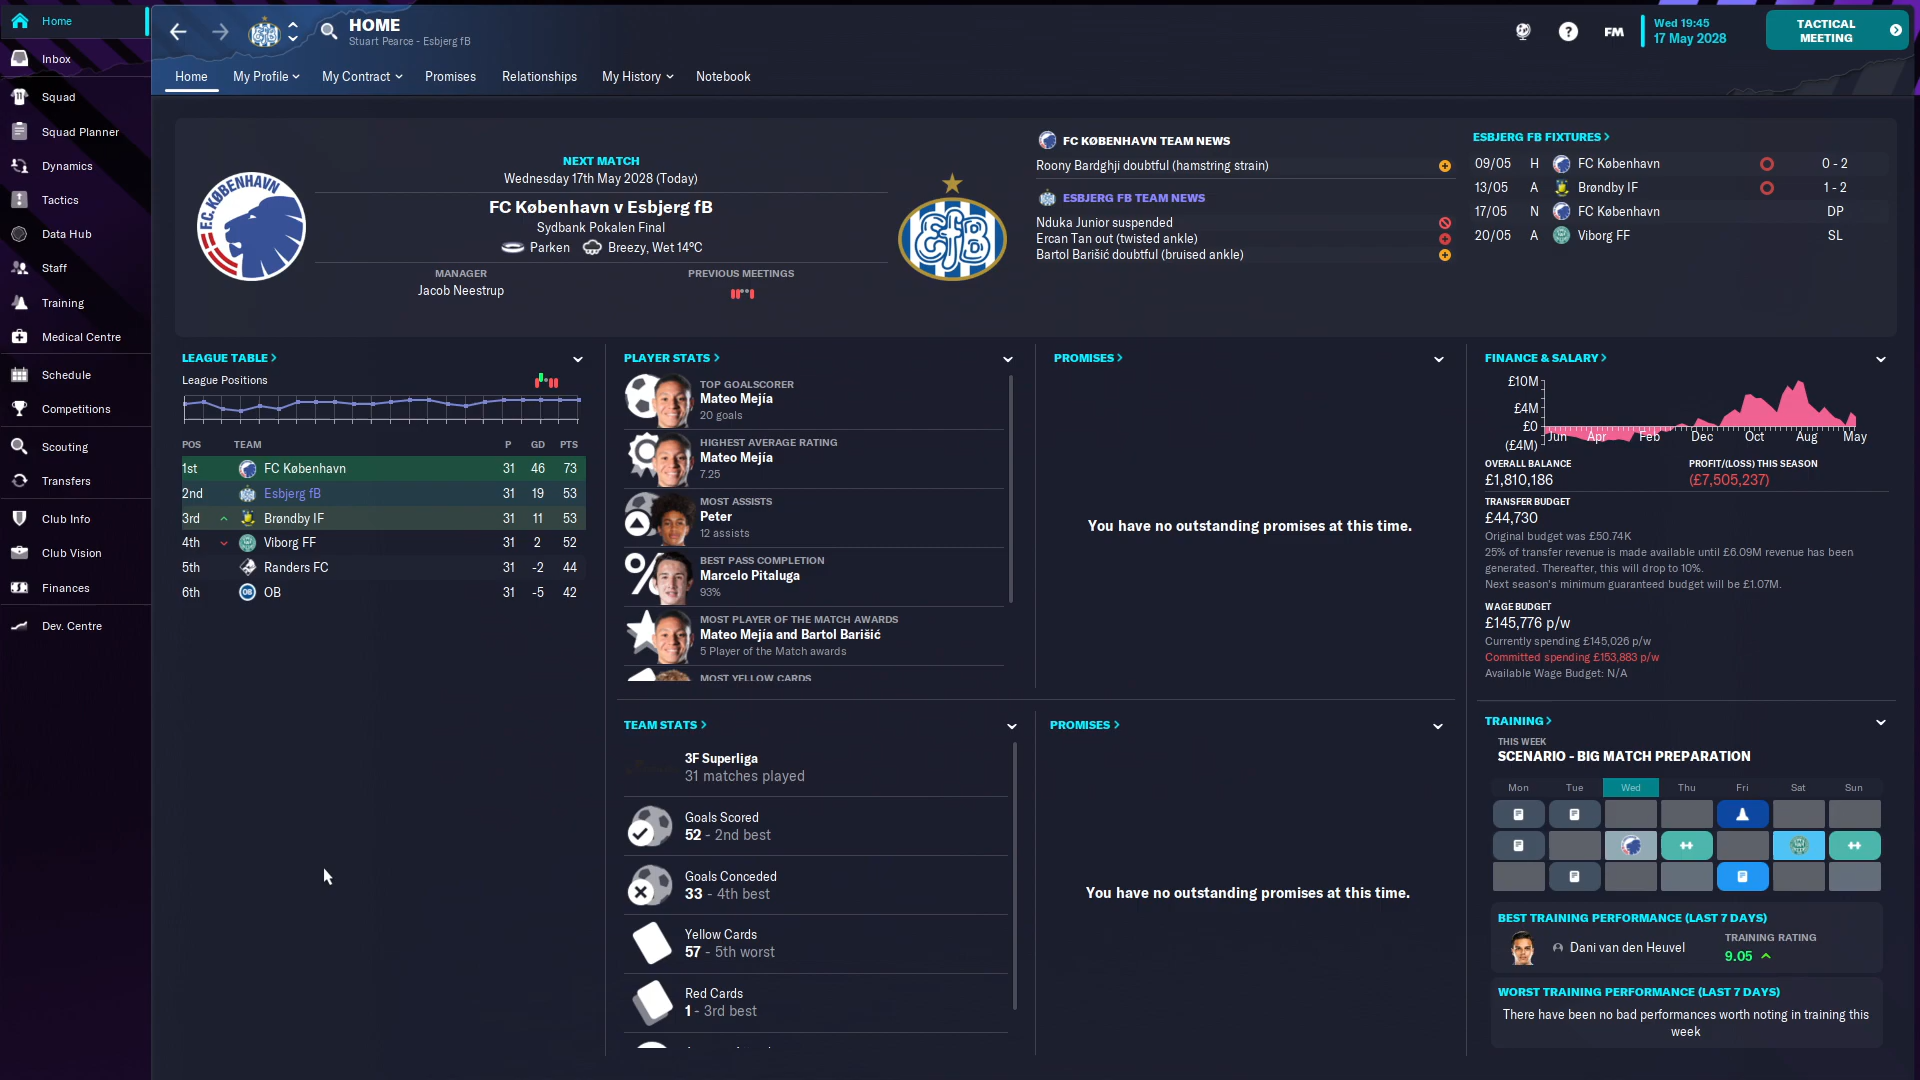 Home
Inbox
Squad
Squad Planner
Dynamics
Tactics
Data Hub
Staff
Training
Medical Centre
Schedule
Competitions
Scouting
Transfers
Club Info
Club Vision
Finances
Dev. Centre
HOME
Stuart Pearce - Esbjerg fB
FM
Wed 19:45
17 May 2028
TACTICAL
MEETING
Home My Profile My Contract Promises Relationships My History Notebook
F.C. KØBENHAVN
NEXT MATCH
Wednesday 17th May 2028 (Today)
FC København v Esbjerg fB
Sydbank Pokalen Final
Parken Breezy, Wet 14ºC
MANAGER
Jacob Neestrup
PREVIOUS MEETINGS
EfB
FC KØBENHAVN TEAM NEWS
Roony Bardghji doubtful (hamstring strain)
ESBJERG FB TEAM NEWS
Nduka Junior suspended
Ercan Tan out (twisted ankle)
Bartol Barišić doubtful (bruised ankle)
ESBJERG FB FIXTURES
09/05 H FC København 0 - 2
13/05 A Brøndby IF 1 - 2
17/05 N FC København DP
20/05 A Viborg FF SL
LEAGUE TABLE
League Positions
POS TEAM P GD PTS
1st FC København 31 46 73
2nd Esbjerg fB 31 19 53
3rd Brøndby IF 31 11 53
4th Viborg FF 31 2 52
5th Randers FC 31 -2 44
6th OB 31 -5 42
PLAYER STATS
TOP GOALSCORER
Mateo Mejía
20 goals
HIGHEST AVERAGE RATING
Mateo Mejía
7.25
MOST ASSISTS
Peter
12 assists
BEST PASS COMPLETION
Marcelo Pitaluga
93%
MOST PLAYER OF THE MATCH AWARDS
Mateo Mejía and Bartol Barišić
5 Player of the Match awards
MOST YELLOW CARDS
PROMISES
You have no outstanding promises at this time.
FINANCE & SALARY
£10M
£4M
£0
(£4M)
Jun Apr Feb Dec Oct Aug May
OVERALL BALANCE
£1,810,186
PROFIT/(LOSS) THIS SEASON
(£7,505,237)
TRANSFER BUDGET
£44,730
Original budget was £50.74K
25% of transfer revenue is made available until £6.09M revenue has been
generated. Thereafter, this will drop to 10%.
Next season's minimum guaranteed budget will be £1.07M.
WAGE BUDGET
£145,776 p/w
Currently spending £145,026 p/w
Committed spending £153,883 p/w
Available Wage Budget: N/A
TEAM STATS
3F Superliga
31 matches played
Goals Scored
52 - 2nd best
Goals Conceded
33 - 4th best
Yellow Cards
57 - 5th worst
Red Cards
1 - 3rd best
PROMISES
You have no outstanding promises at this time.
TRAINING
THIS WEEK
SCENARIO - BIG MATCH PREPARATION
Mon Tue Wed Thu Fri Sat Sun
BEST TRAINING PERFORMANCE (LAST 7 DAYS)
Dani van den Heuvel
TRAINING RATING
9.05
WORST TRAINING PERFORMANCE (LAST 7 DAYS)
There have been no bad performances worth noting in training this
week